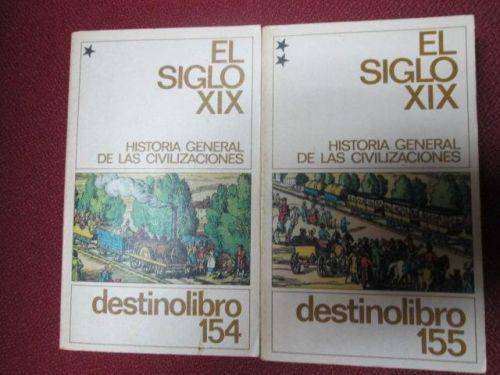 EL
SIGLO
XIX
HISTORIA GENERAL
DE LAS CIVILIZACIONES
destinolibro
154
EL
SIGLO
XIX
HISTORIA GENERAL
DE LAS CIVILIZACIONES
destinolibro
155